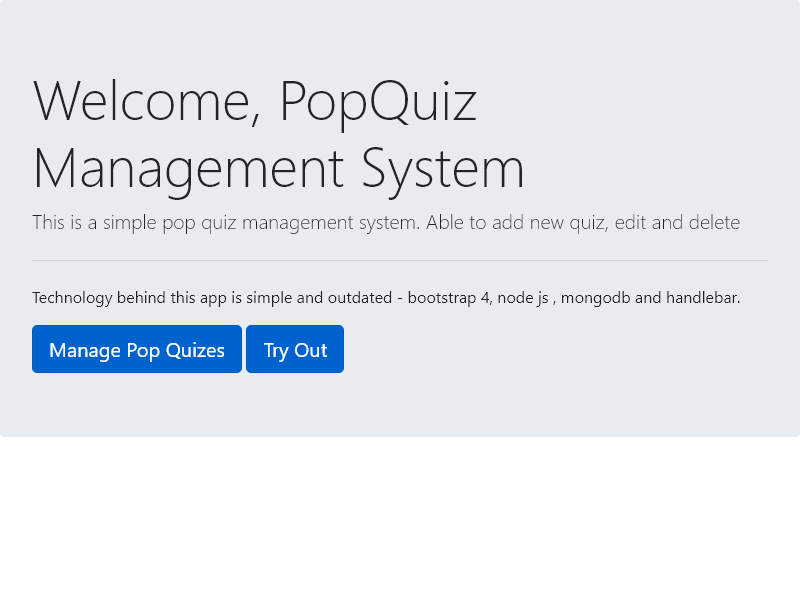 Welcome, PopQuiz
Management System
This is a simple pop quiz management system. Able to add new quiz, edit and delete
Technology behind this app is simple and outdated - bootstrap 4, node js , mongodb and handlebar.
Manage Pop Quizes Try Out